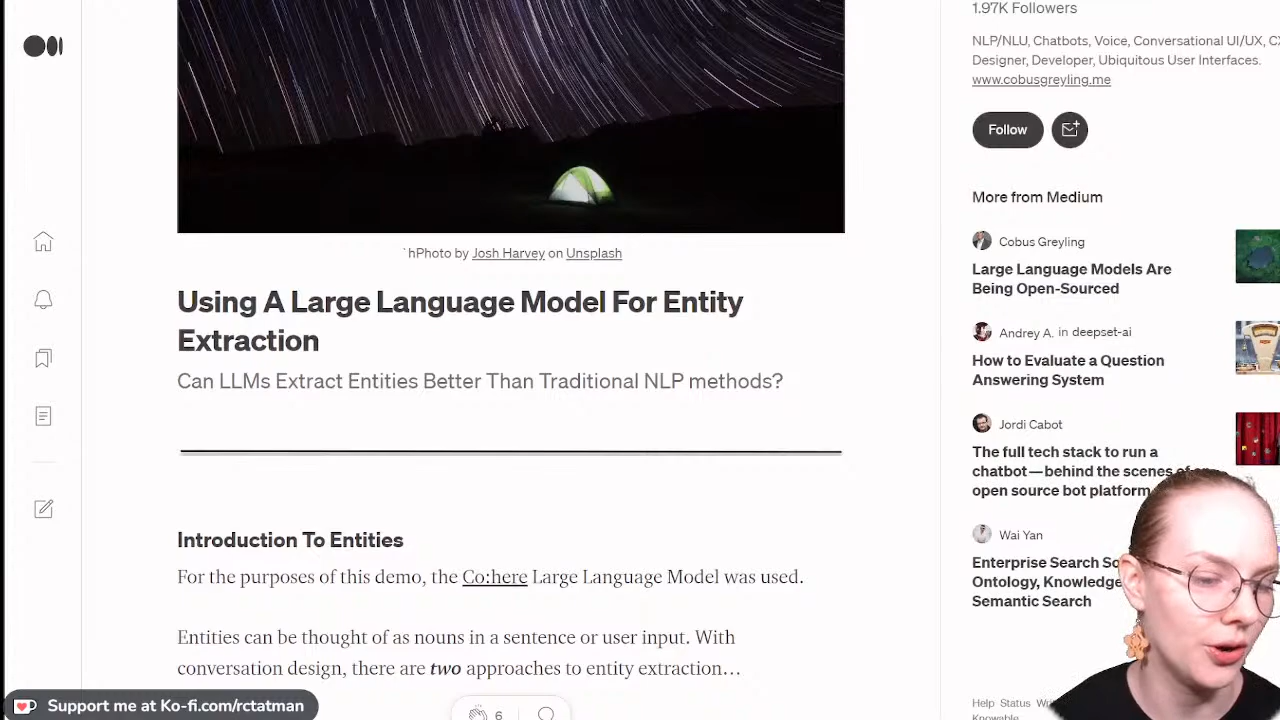 1.97K Followers
NLP/NLU, Chatbots, Voice, Conversational UI/UX,
Designer, Developer, Ubiquitous User Interfaces.
www.cobusgreyling.me
Follow
More from Medium
Cobus Greyling
Large Language Models Are
Being Open-Sourced
Andrey A. in deepset-ai
How to Evaluate a Question
Answering System
Jordi Cabot
The full tech stack to run a
chatbot—behind the scenes of
open source bot platform
Wai Yan
Enterprise Search
Ontology, Knowledge
Semantic Search
Help Status
Knowable
`hPhoto by Josh Harvey on Unsplash
Using A Large Language Model For Entity
Extraction
Can LLMs Extract Entities Better Than Traditional NLP methods?
Introduction To Entities
For the purposes of this demo, the Co:here Large Language Model was used.
Entities can be thought of as nouns in a sentence or user input. With
conversation design, there are two approaches to entity extraction…
6
Support me at Ko-fi.com/rctatman